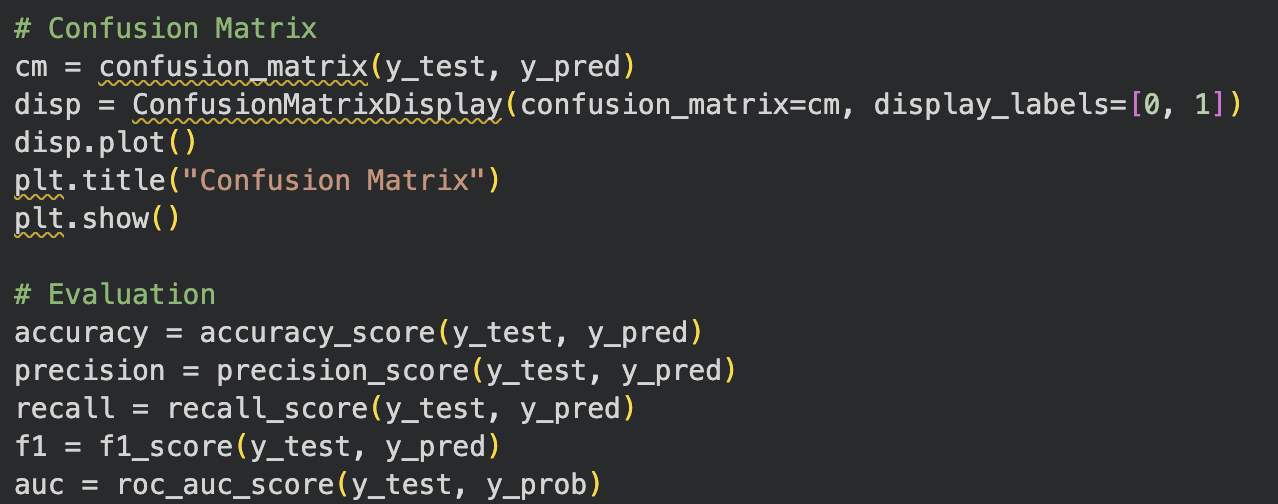 # Confusion Matrix
cm = confusion_matrix(y_test, y_pred)
disp = ConfusionMatrixDisplay(confusion_matrix=cm, display_labels=[0, 1])
disp.plot()
plt.title("Confusion Matrix")
plt.show()

# Evaluation
accuracy = accuracy_score(y_test, y_pred)
precision = precision_score(y_test, y_pred)
recall = recall_score(y_test, y_pred)
f1 = f1_score(y_test, y_pred)
auc = roc_auc_score(y_test, y_prob)